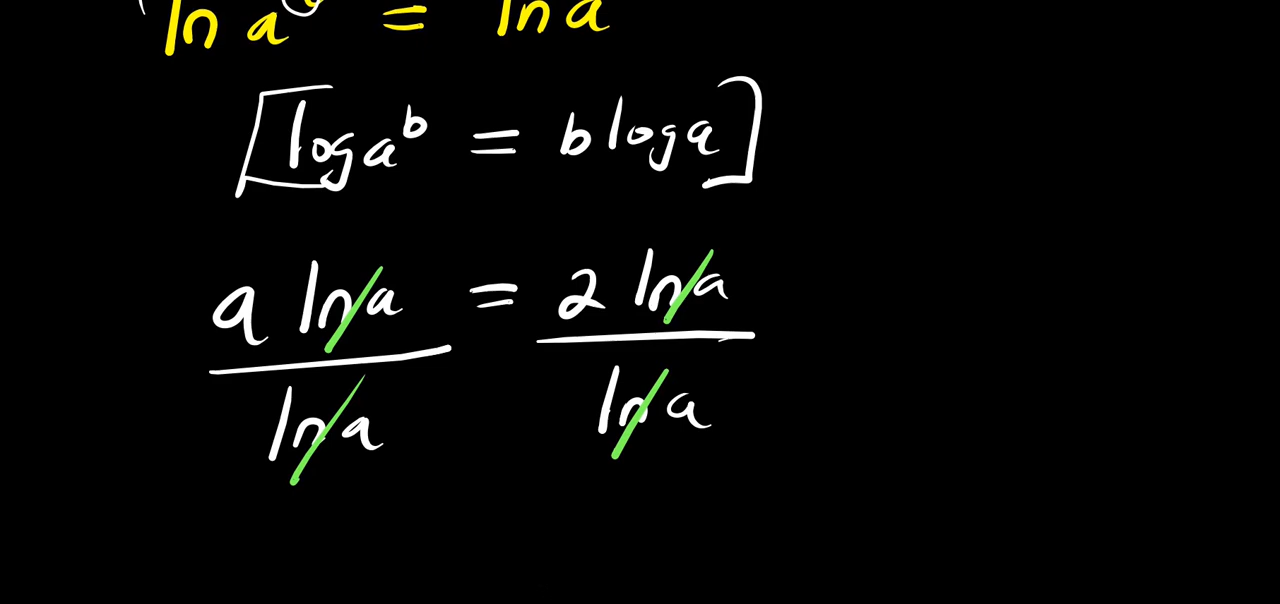 ln a = ln a
[log a^b = b log a]
a ln a = 2 ln a
ln a ln a